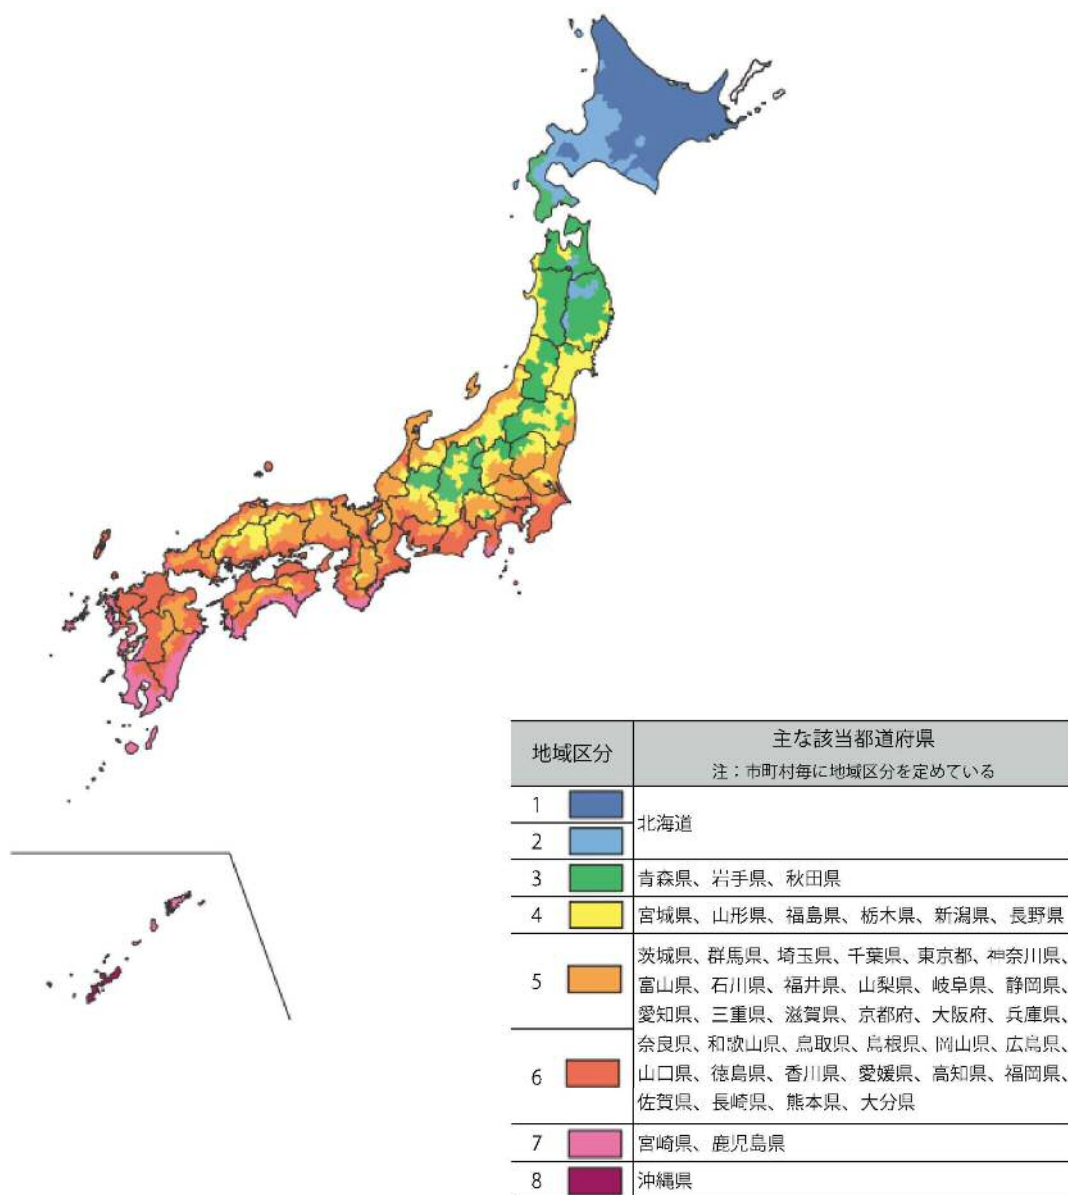 地域区分
主な該当都道府県
注：市町村毎に地域区分を定めている
1
2
北海道
3
青森県、岩手県、秋田県
4
宮城県、山形県、福島県、栃木県、新潟県、長野県
5
茨城県、群馬県、埼玉県、千葉県、東京都、神奈川県、
富山県、石川県、福井県、山梨県、岐阜県、静岡県、
愛知県、三重県、滋賀県、京都府、大阪府、兵庫県、
6
奈良県、和歌山県、鳥取県、島根県、岡山県、広島県、
山口県、徳島県、香川県、愛媛県、高知県、福岡県、
佐賀県、長崎県、熊本県、大分県
7
宮崎県、鹿児島県
8
沖縄県